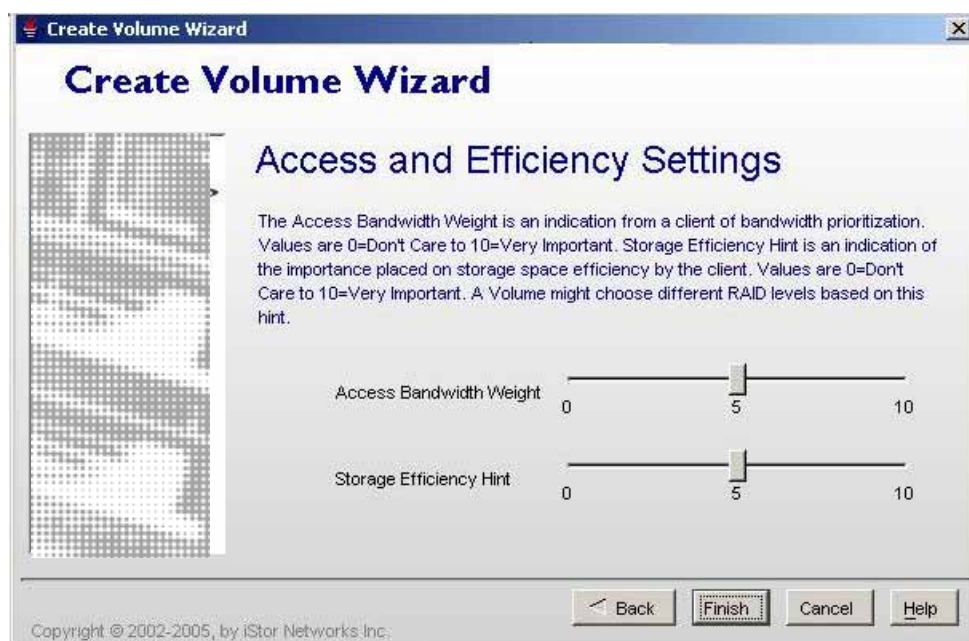 Create Volume Wizard
Create Volume Wizard
Access and Efficiency Settings
The Access Bandwidth Weight is an indication from a client of bandwidth prioritization.
Values are 0=Don't Care to 10=Very Important. Storage Efficiency Hint is an indication of
the importance placed on storage space efficiency by the client. Values are 0=Don't
Care to 10=Very Important. A Volume might choose different RAID levels based on this
hint.
Access Bandwidth Weight
0 5 10
Storage Efficiency Hint
0 5 10
Back Finish Cancel Help
Copyright © 2002-2005, by iStor Networks Inc.